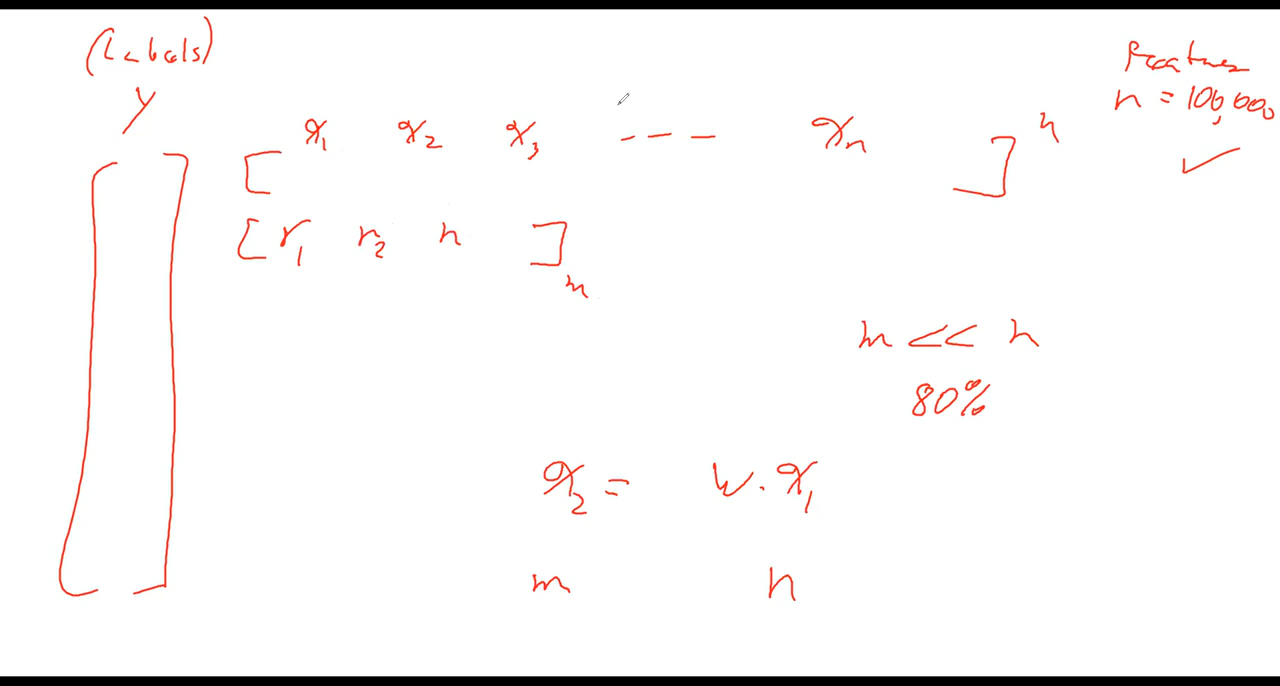 (Labels)
y
Features
n = 100,000
[ x₁ x₂ x₃ --- xₙ ] n
[ r₁ r₂ n ] m
m << n
80%
x₂ = W . x₁
m n